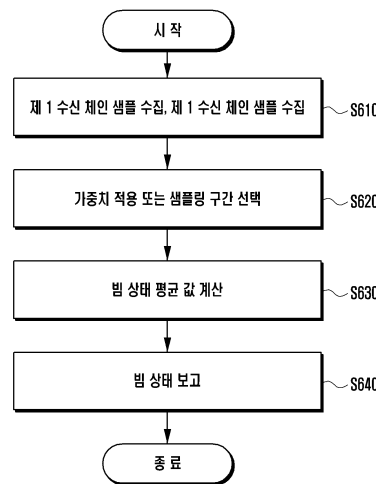 시 작
제 1 수신 체인 샘플 수집, 제 1 수신 체인 샘플 수집
S610
가중치 적용 또는 샘플링 구간 선택
S620
빔 상태 평균 값 계산
S630
빔 상태 보고
S640
종 료